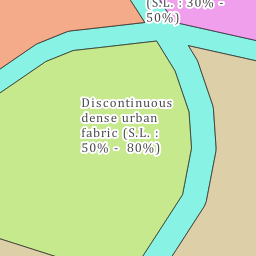 (S.L. : 30% -
50%)
Discontinuous
dense urban
fabric (S.L. :
50% -  80%)